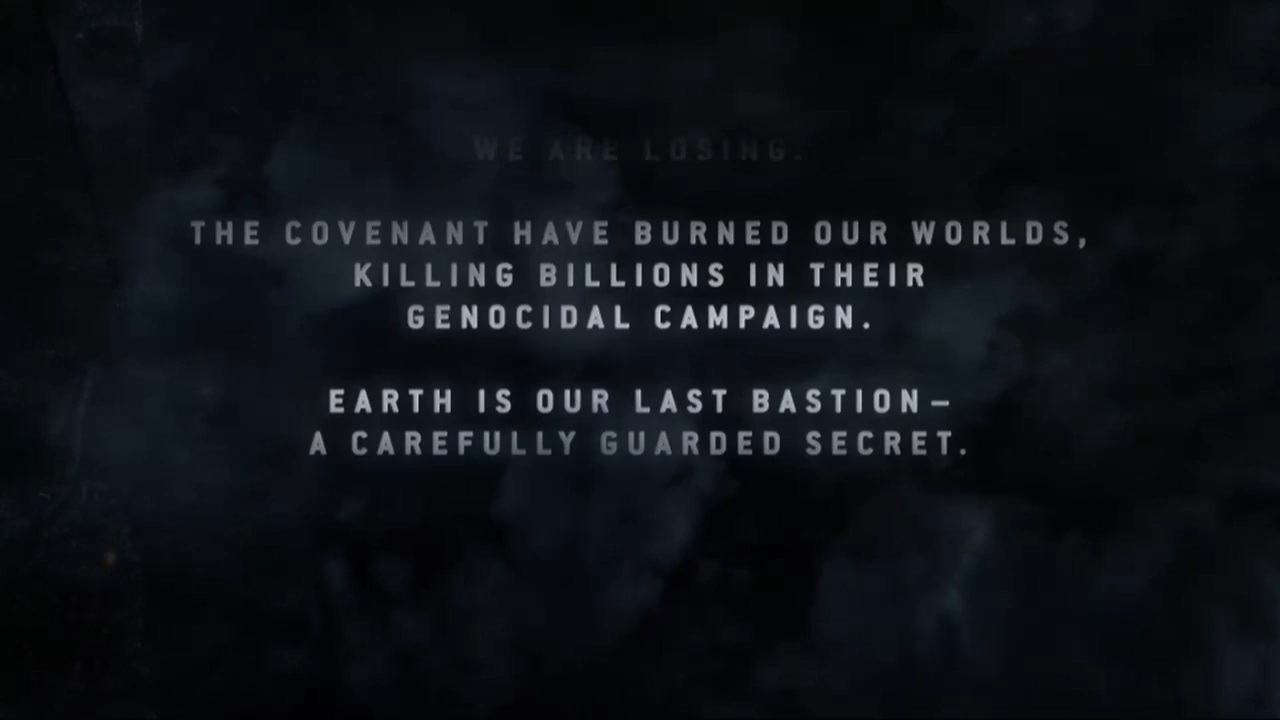 WE ARE LOSING.
THE COVENANT HAVE BURNED OUR WORLDS,
KILLING BILLIONS IN THEIR
GENOCIDAL CAMPAIGN.
EARTH IS OUR LAST BASTION–
A CAREFULLY GUARDED SECRET.